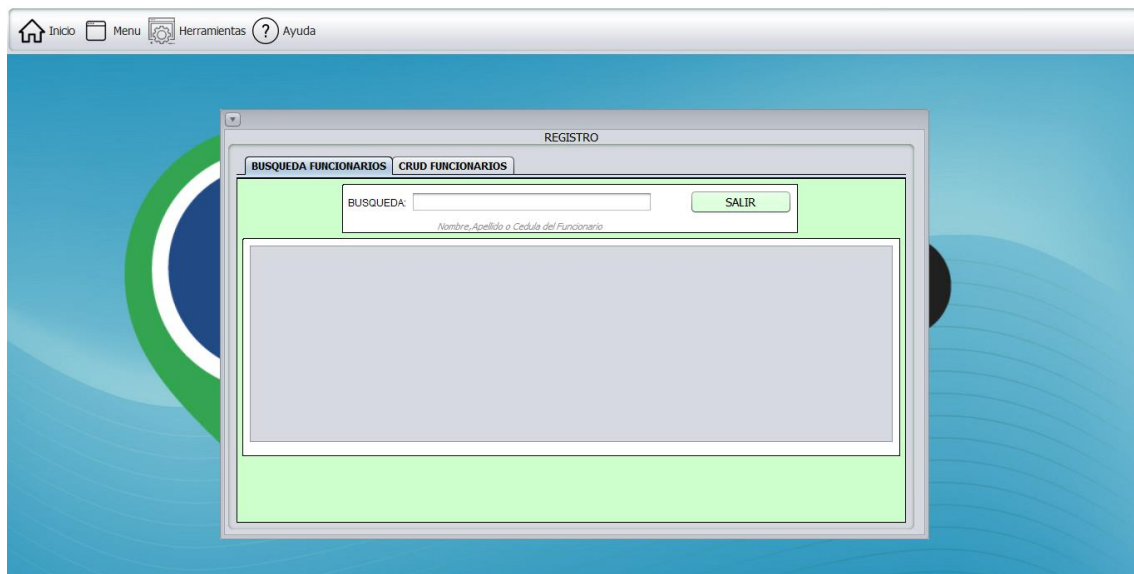 Inicio Menu Herramientas Ayuda
REGISTRO
BUSQUEDA FUNCIONARIOS CRUD FUNCIONARIOS
BUSQUEDA: SALIR
Nombre,Apellido o Cedula del Funcionario